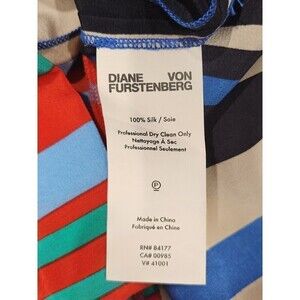 DIANE VON
FURSTENBERG
100% Silk / Soie
Professional Dry Clean Only
Nettoyage À Sec
Professionnel Seulement
P
Made in China
Fabriqué en Chine
RN# 84177
CA# 00985
V# 41001